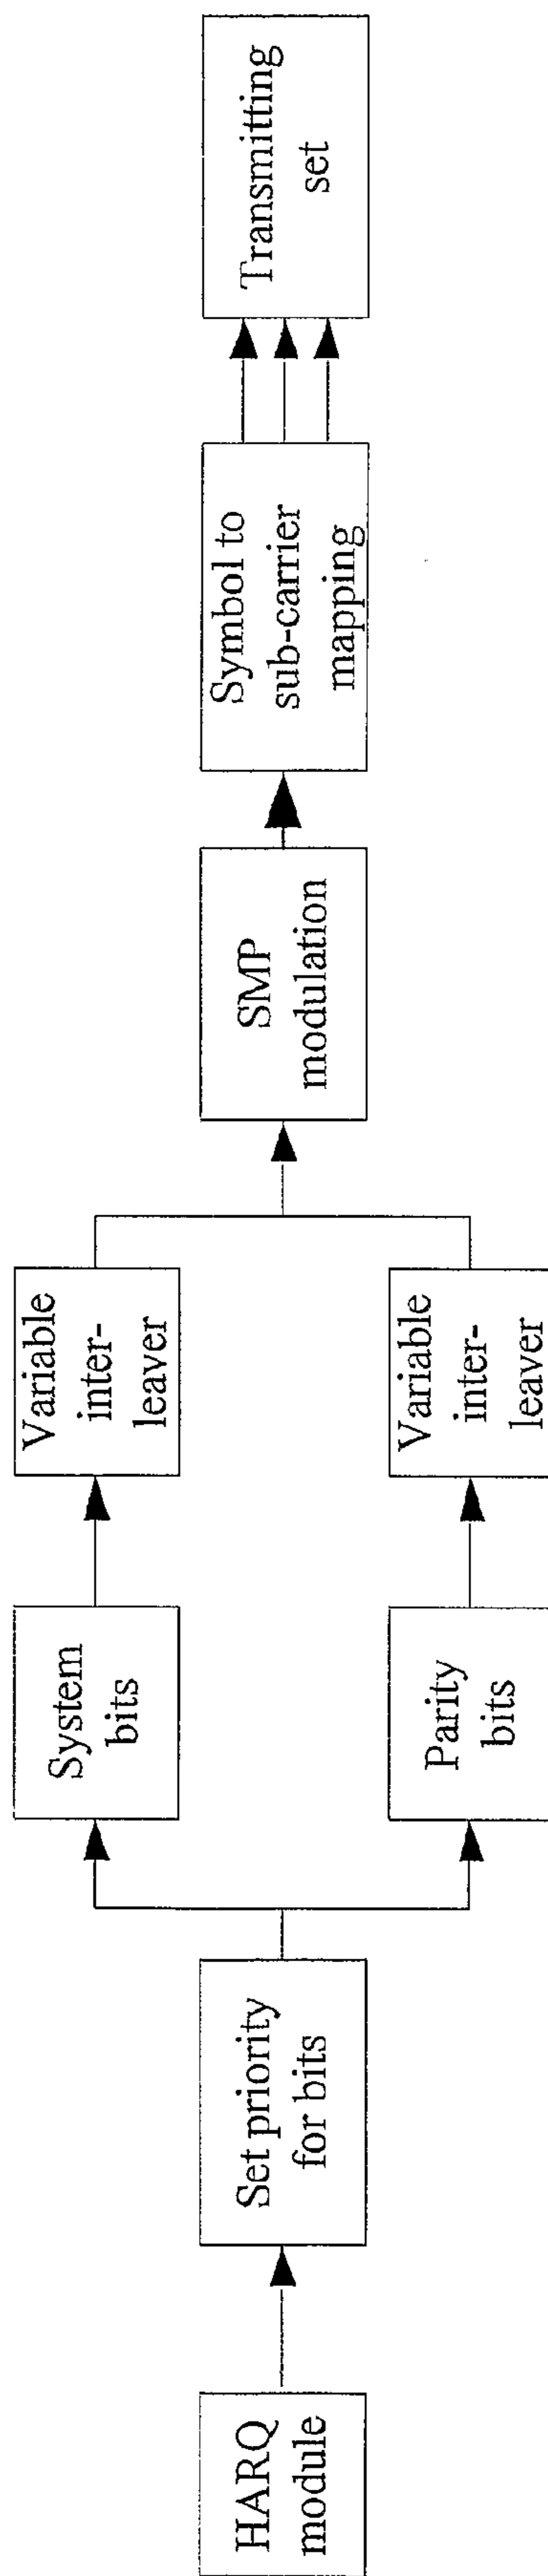 HARQ
module
Set priority
for bits
System
bits
Variable
inter-
leaver
Parity
bits
Variable
inter-
leaver
SMP
modulation
Symbol to
sub-carrier
mapping
Transmitting
set